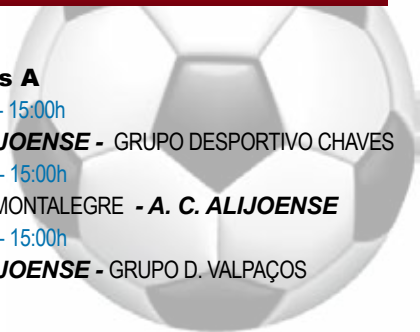 s A
- 15:00h
JOENSE - GRUPO DESPORTIVO CHAVES
- 15:00h
MONTALEGRE - A. C. ALIJOENSE
- 15:00h
JOENSE - GRUPO D. VALPAÇOS